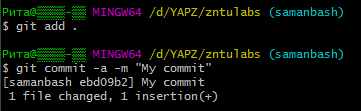 Рита@▒▒▒▒-▒▒ MINGW64 /d/YAPZ/zntulabs (samanbash)
$ git add .
Рита@▒▒▒▒-▒▒ MINGW64 /d/YAPZ/zntulabs (samanbash)
$ git commit -a -m "My commit"
[samanbash ebd09b2] My commit
1 file changed, 1 insertion(+)